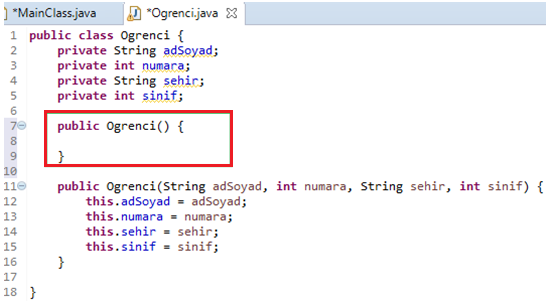 *MainClass.java *Ogrenci.java
1 public class Ogrenci {
2 private String adSoyad;
3 private int numara;
4 private String sehir;
5 private int sinif;
6
7 public Ogrenci() {
8
9 }
10
11 public Ogrenci(String adSoyad, int numara, String sehir, int sinif) {
12 this.adSoyad = adSoyad;
13 this.numara = numara;
14 this.sehir = sehir;
15 this.sinif = sinif;
16 }
17
18 }